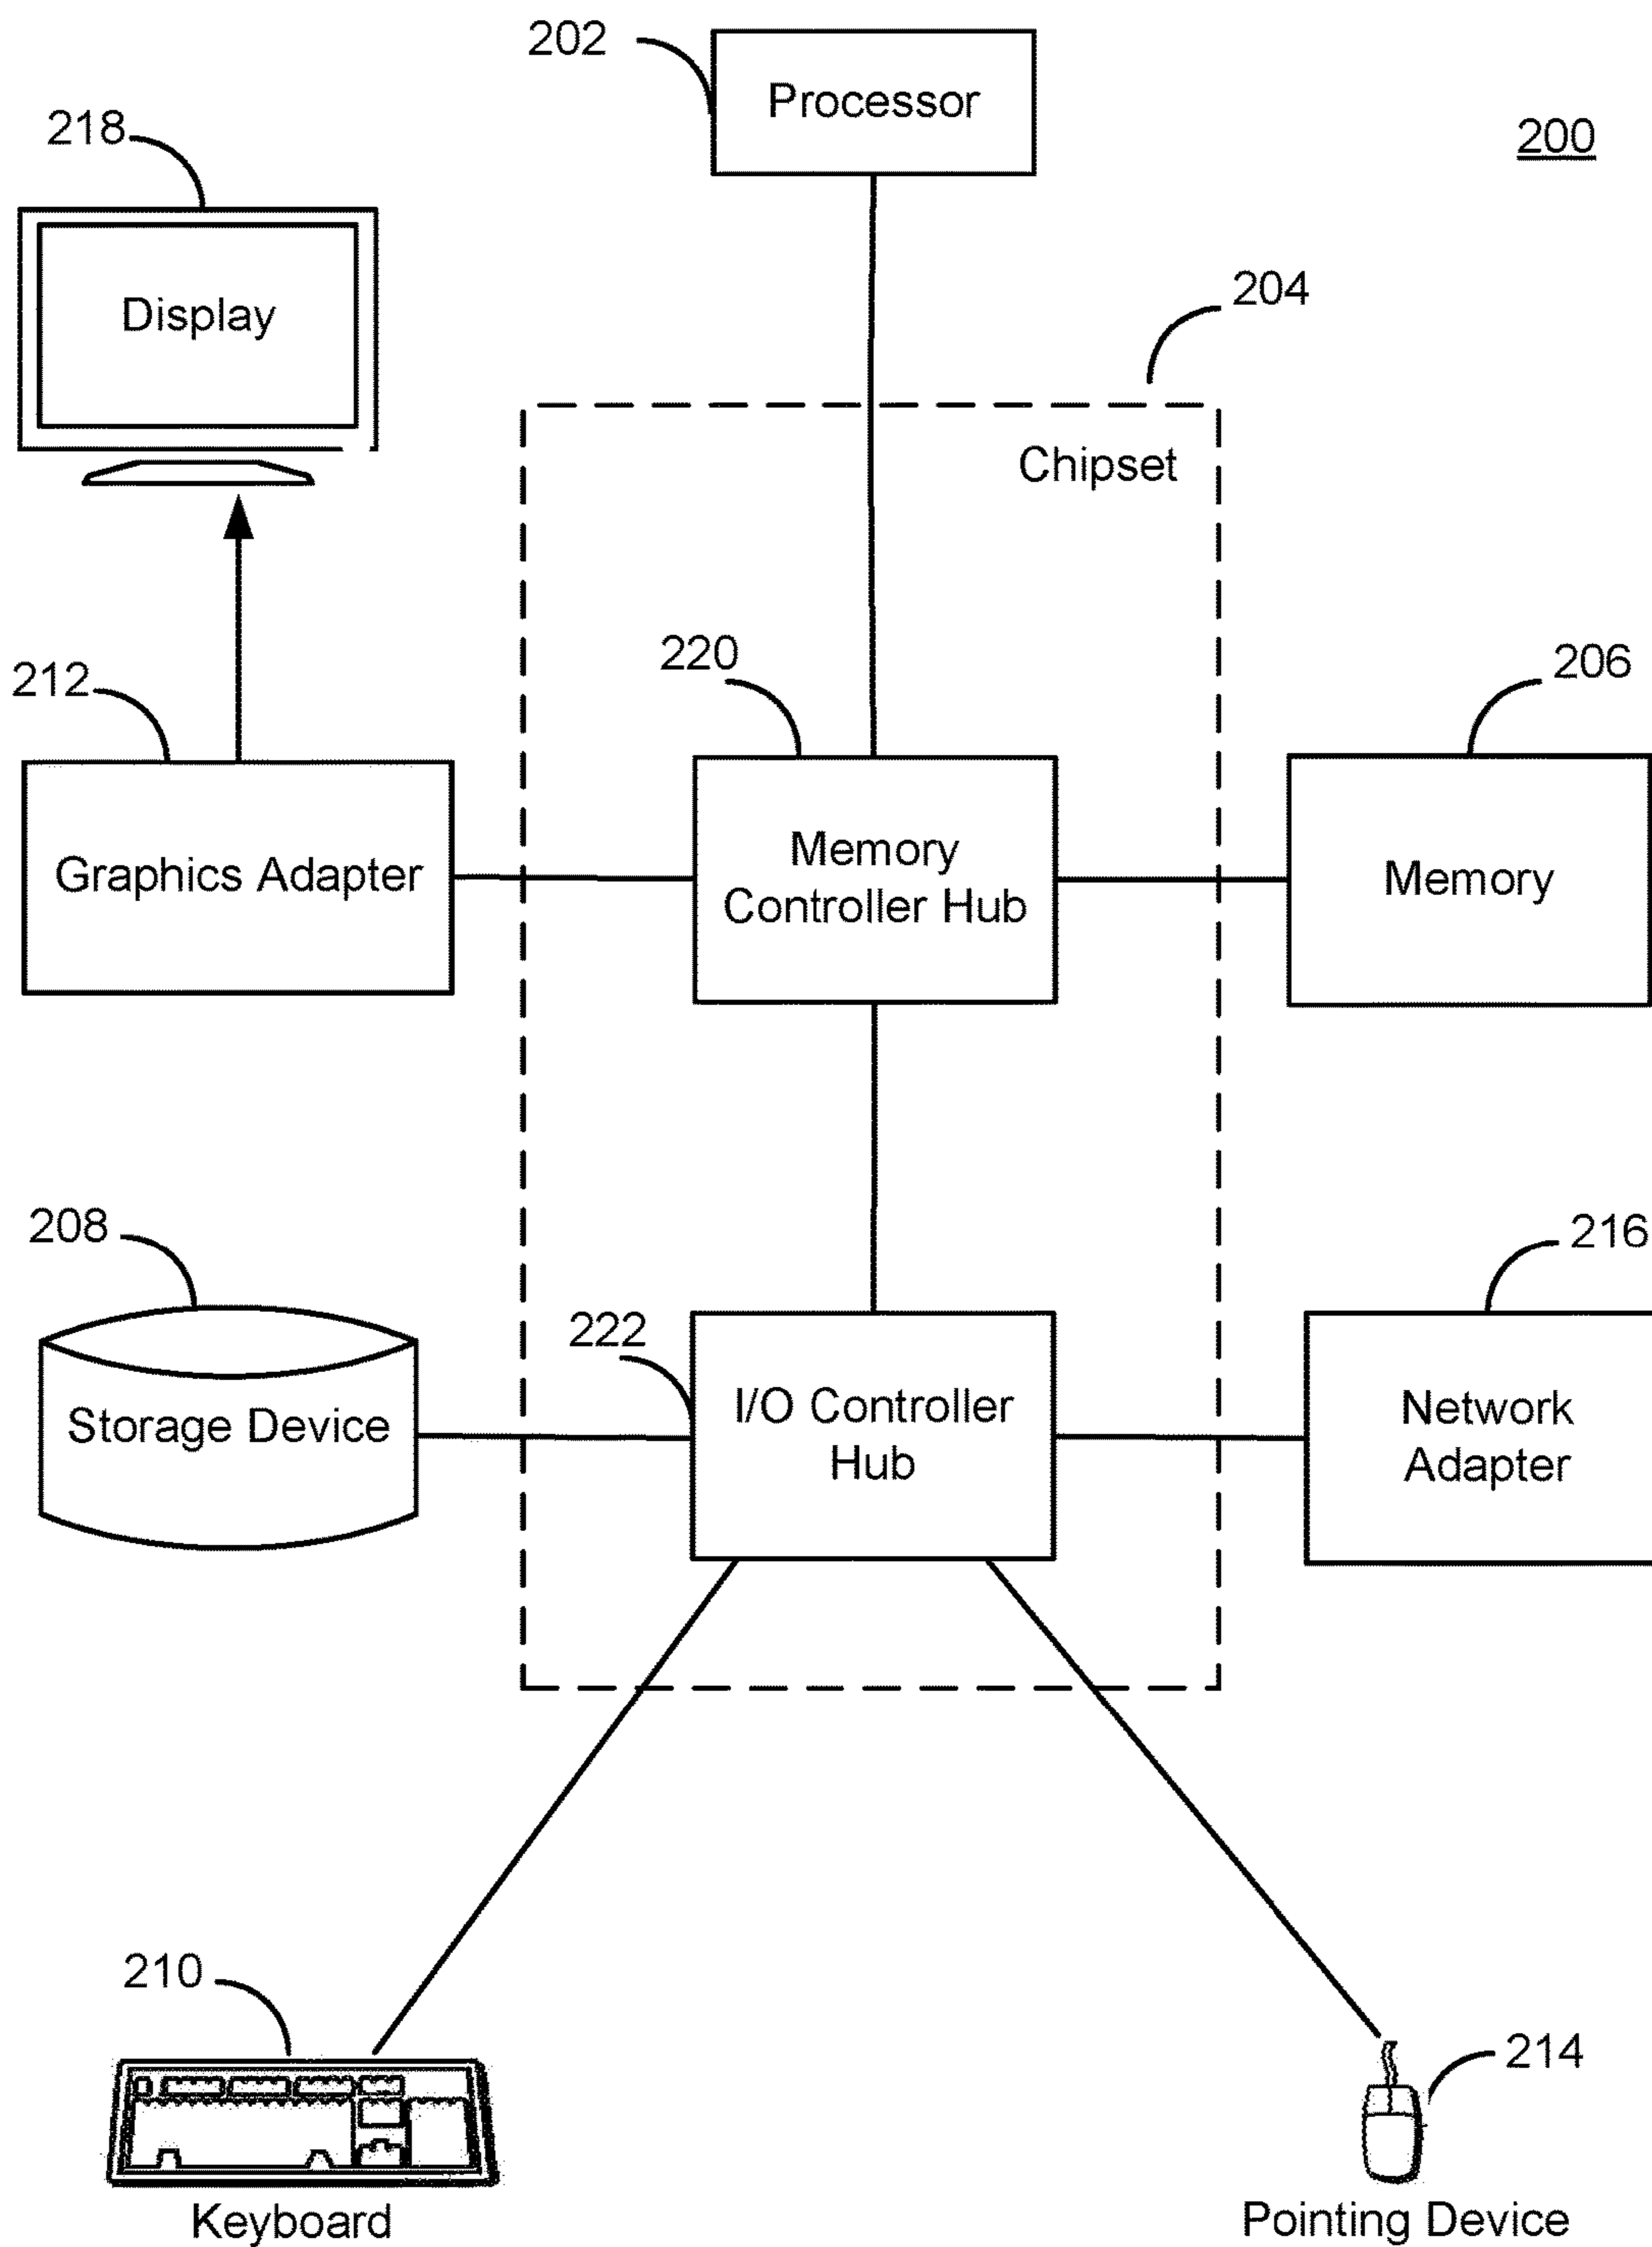 202
Processor
200
218
Display
204
Chipset
220
206
212
Memory
Controller Hub
Graphics Adapter
Memory
208
216
222
I/O Controller
Hub
Storage Device
Network
Adapter
210
214
Keyboard
Pointing Device